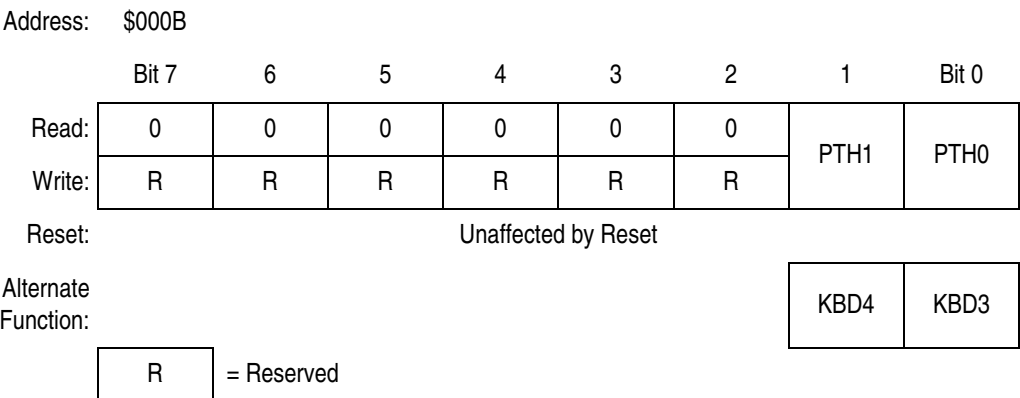 Address: $000B
Bit 7 6 5 4 3 2 1 Bit 0
Read: 0 0 0 0 0 0 PTH1 PTH0
Write: R R R R R R
Reset: Unaffected by Reset
Alternate
Function: KBD4 KBD3
R = Reserved